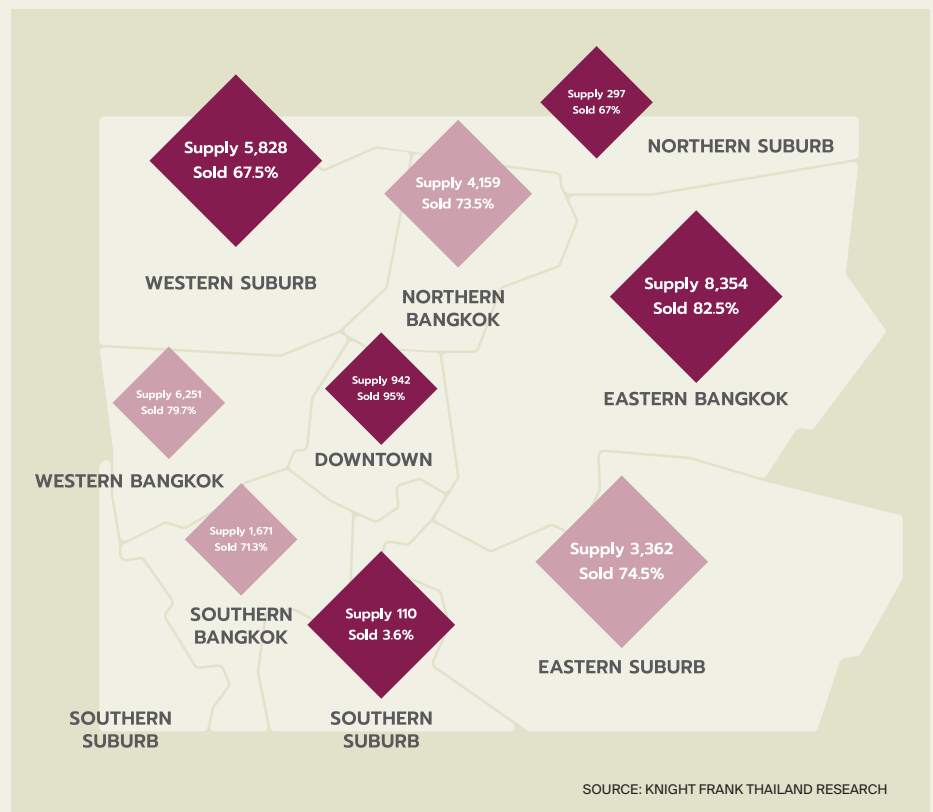 Supply 297
Sold 67%
NORTHERN SUBURB
Supply 5,828
Sold 67.5%
WESTERN SUBURB
Supply 4,159
Sold 73.5%
NORTHERN
BANGKOK
Supply 8,354
Sold 82.5%
EASTERN BANGKOK
Supply 942
Sold 95%
DOWNTOWN
Supply 6,251
Sold 79.7%
WESTERN BANGKOK
Supply 1,671
Sold 71.3%
SOUTHERN
BANGKOK
Supply 3,362
Sold 74.5%
EASTERN SUBURB
Supply 110
Sold 3.6%
SOUTHERN
SUBURB
SOUTHERN
SUBURB
SOURCE: KNIGHT FRANK THAILAND RESEARCH